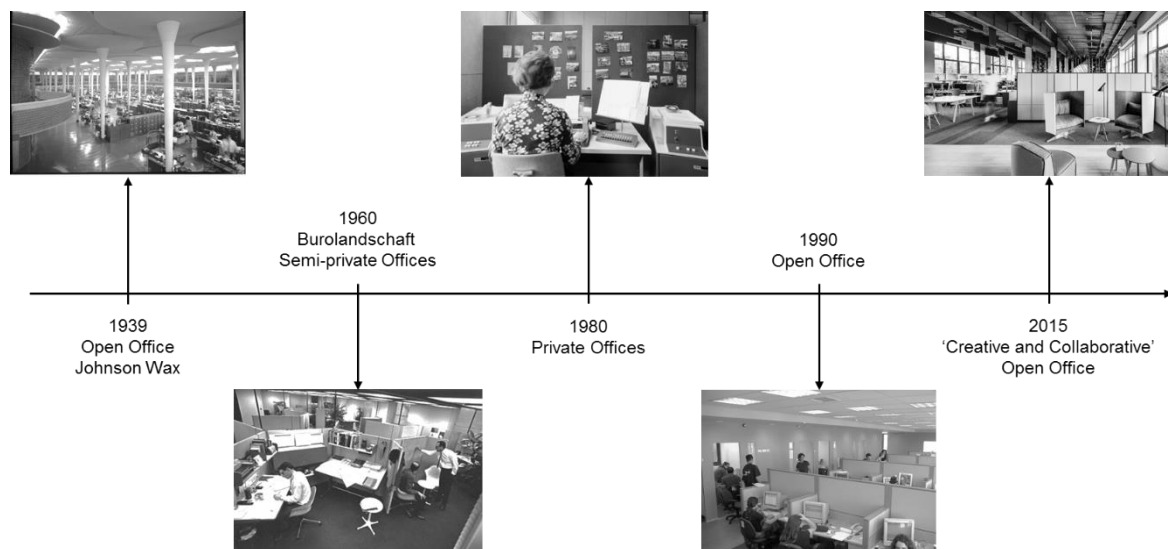 1939
Open Office
Johnson Wax
1960
Burolandschaft
Semi-private Offices
1980
Private Offices
1990
Open Office
2015
‘Creative and Collaborative’
Open Office